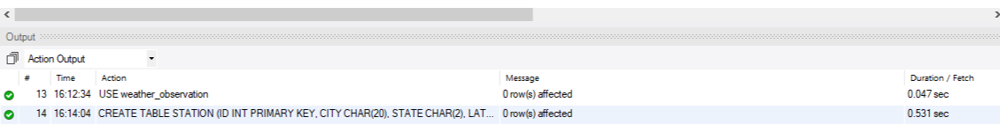 Output
Action Output
# Time Action Message Duration / Fetch
13 16:12:34 USE weather_observation 0 row(s) affected 0.047 sec
14 16:14:04 CREATE TABLE STATION (ID INT PRIMARY KEY, CITY CHAR(20), STATE CHAR(2), LAT... 0 row(s) affected 0.531 sec